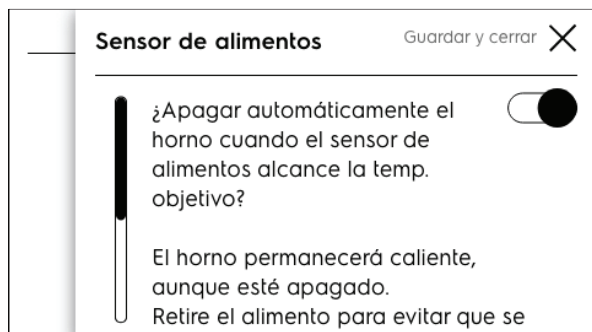 Sensor de alimentos
Guardar y cerrar
¿Apagar automáticamente el
horno cuando el sensor de
alimentos alcance la temp.
objetivo?
El horno permanecerá caliente,
aunque esté apagado.
Retire el alimento para evitar que se